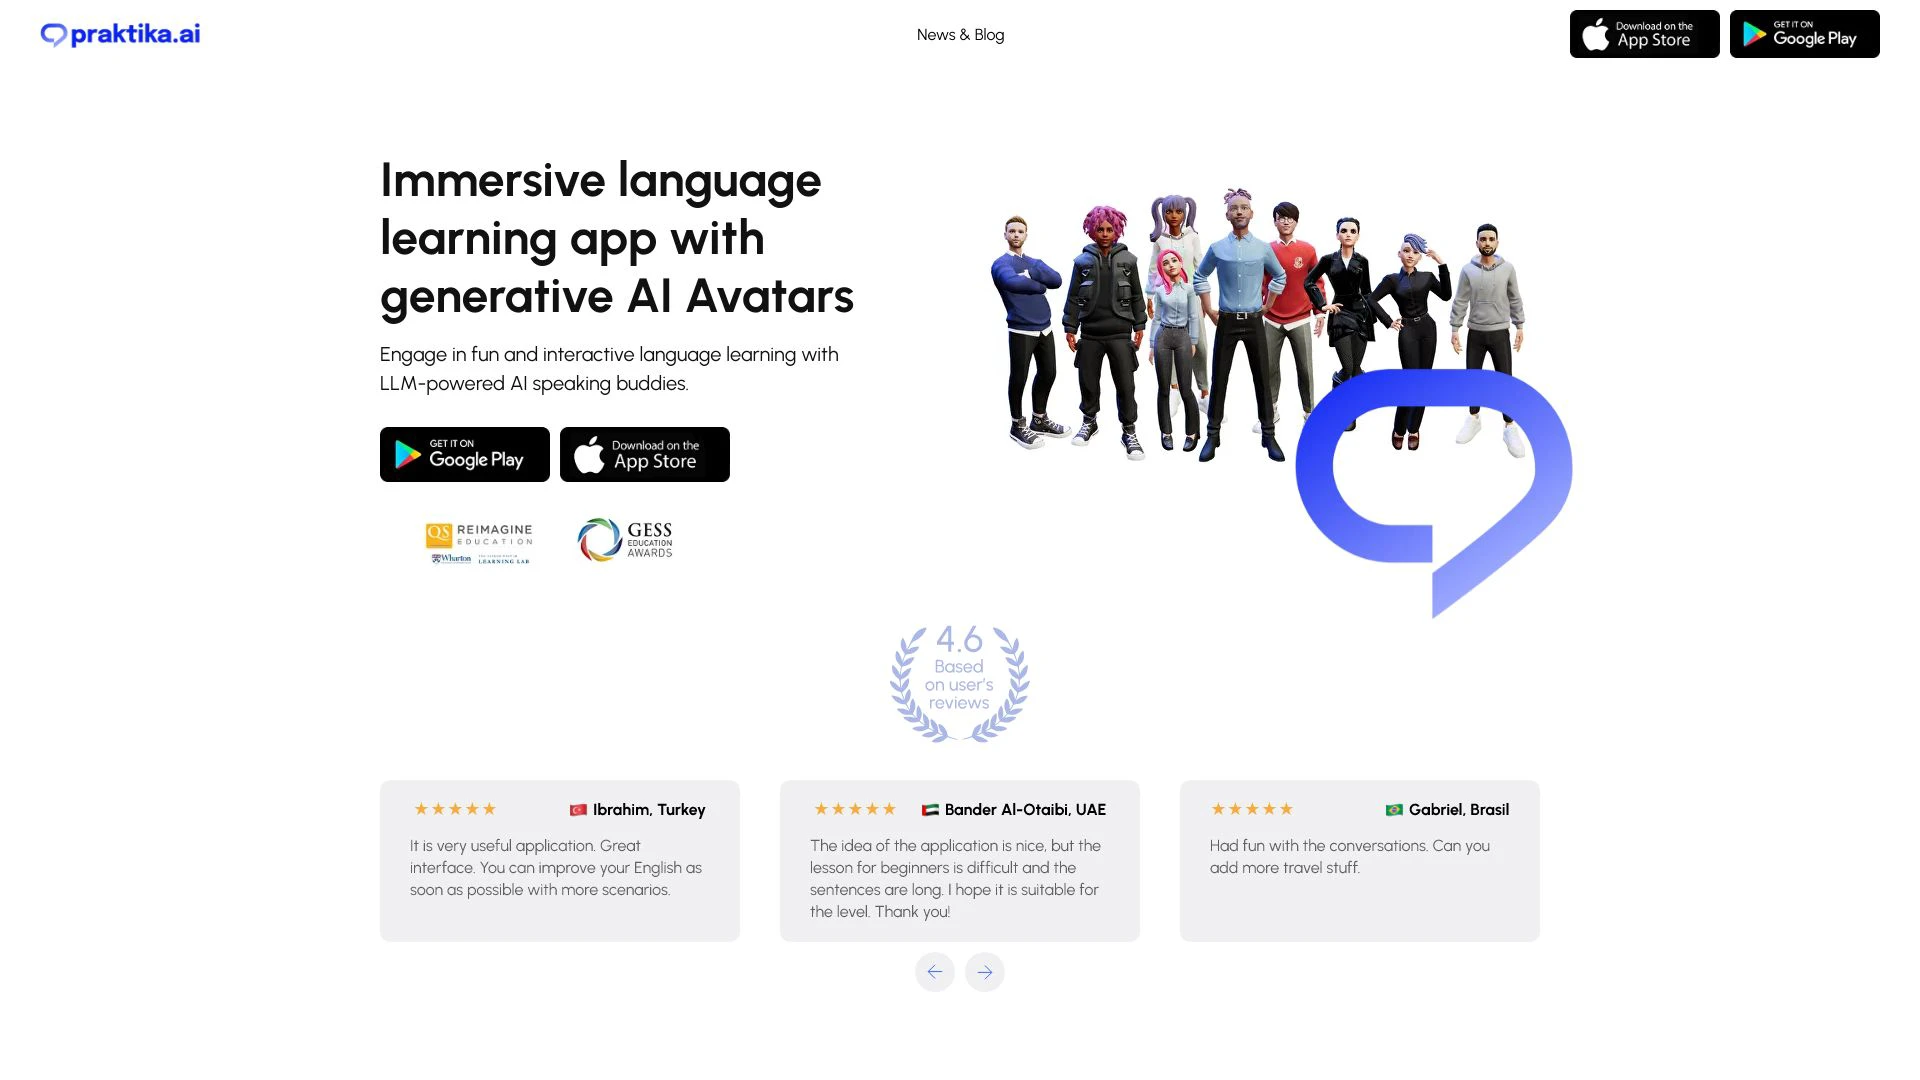 praktika.ai
News & Blog
Download on the
App Store
GET IT ON
Google Play
Immersive language
learning app with
generative AI Avatars
Engage in fun and interactive language learning with
LLM-powered AI speaking buddies.
GET IT ON
Google Play
Download on the
App Store
QS REIMAGINE
EDUCATION
Wharton
LEARNING LAB
GESS
EDUCATION
AWARDS
4.6
Based
on user's
reviews
Ibrahim, Turkey
It is very useful application. Great
interface. You can improve your English as
soon as possible with more scenarios.
Bander Al-Otaibi, UAE
The idea of the application is nice, but the
lesson for beginners is difficult and the
sentences are long. I hope it is suitable for
the level. Thank you!
Gabriel, Brasil
Had fun with the conversations. Can you
add more travel stuff.